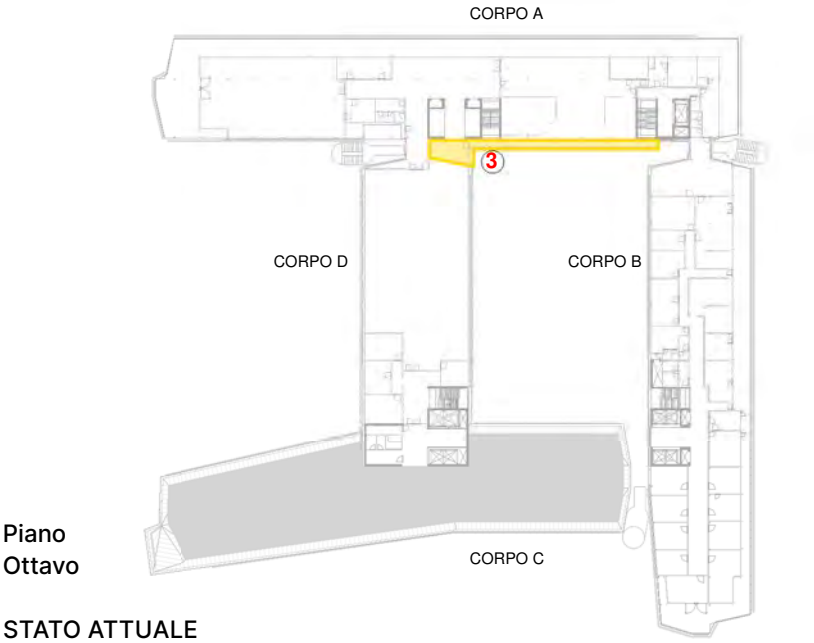 CORPO A
3
CORPO D
CORPO B
Piano
Ottavo
CORPO C
STATO ATTUALE